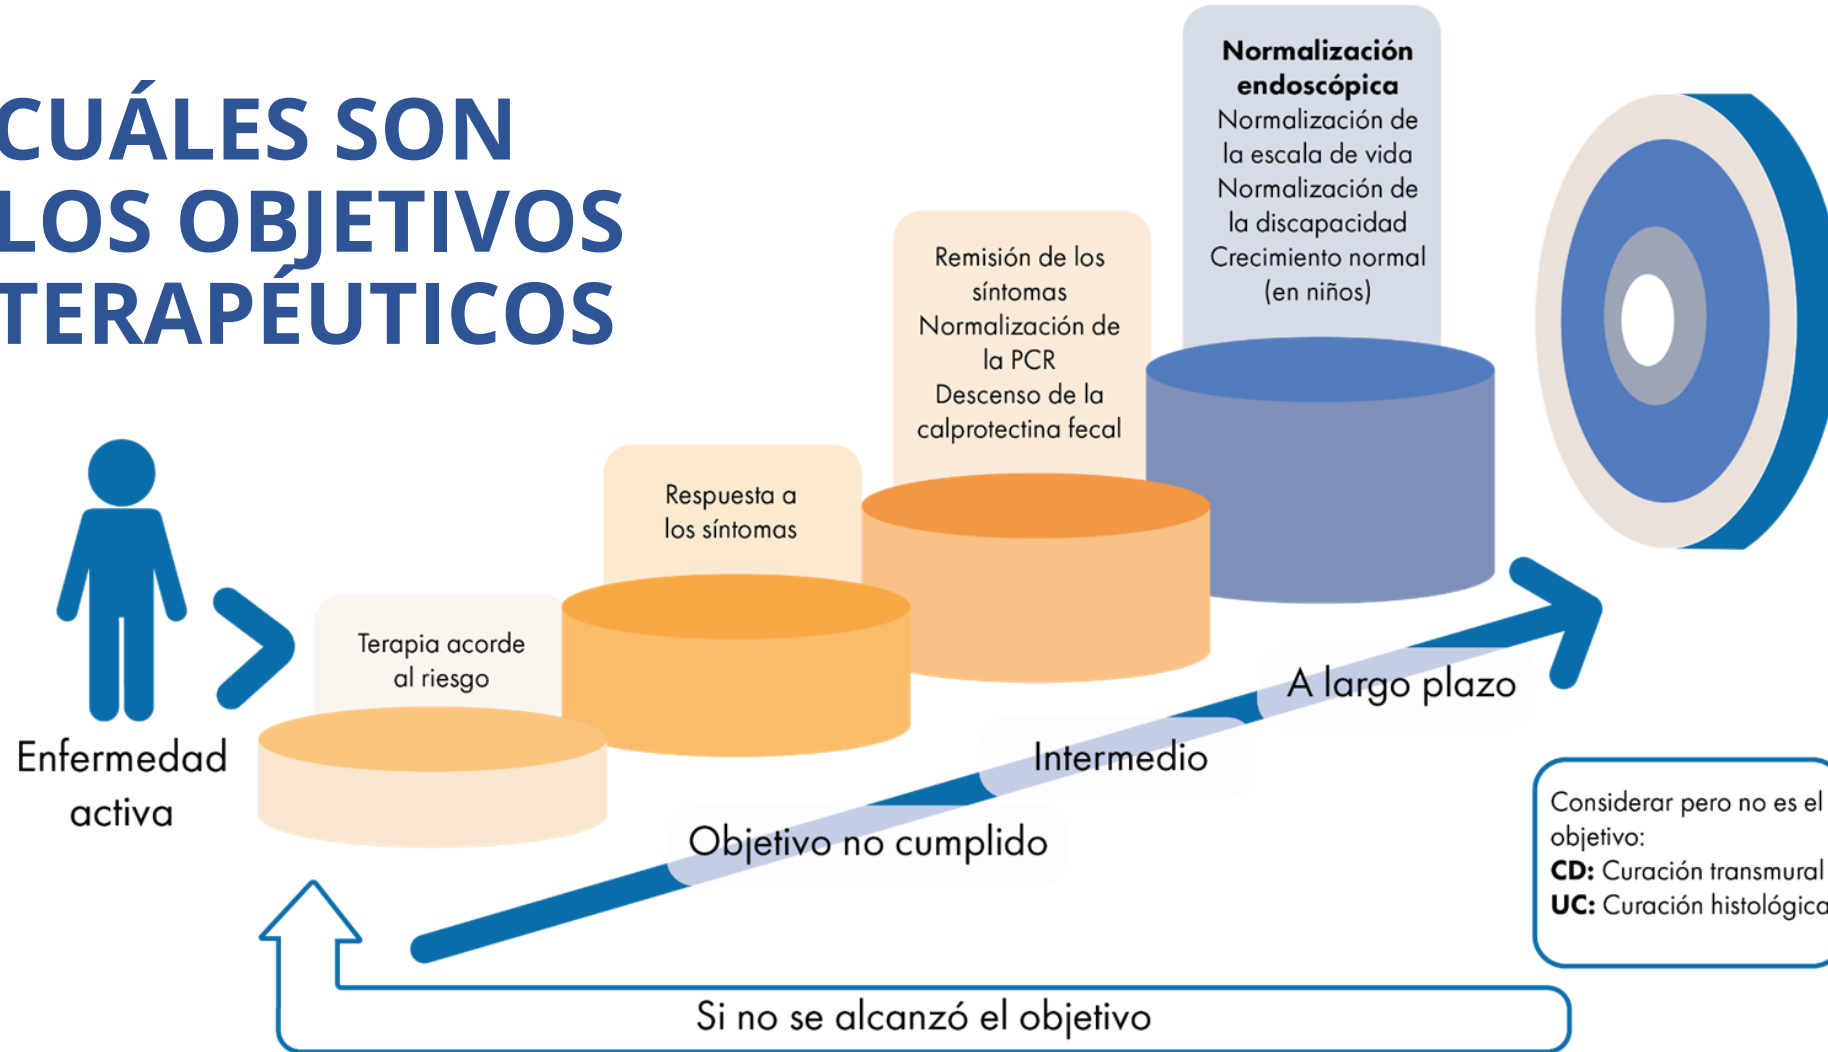 CUÁLES SON
LOS OBJETIVOS
TERAPÉUTICOS
Normalización
endoscópica
Normalización de
la escala de vida
Normalización de
la discapacidad
Crecimiento normal
(en niños)
Remisión de los
síntomas
Normalización de
la PCR
Descenso de la
calprotectina fecal
Respuesta a
los síntomas
Terapia acorde
al riesgo
Enfermedad
activa
A largo plazo
Intermedio
Objetivo no cumplido
Considerar pero no es el
objetivo:
CD: Curación transmural
UC: Curación histológica
Si no se alcanzó el objetivo